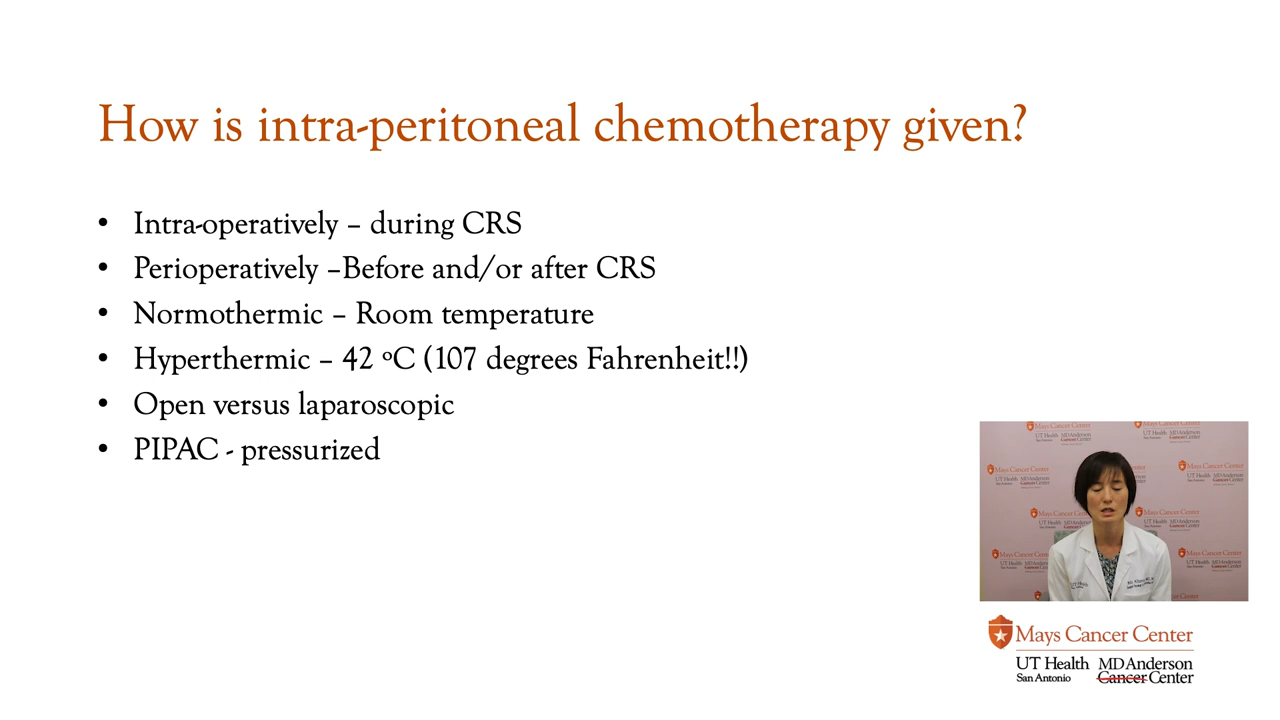 How is intra-peritoneal chemotherapy given?
• Intra-operatively – during CRS
• Perioperatively –Before and/or after CRS
• Normothermic – Room temperature
• Hyperthermic – 42 ºC (107 degrees Fahrenheit!!)
• Open versus laparoscopic
• PIPAC - pressurized
Mays Cancer Center
UT Health MD Anderson
San Antonio Cancer Center